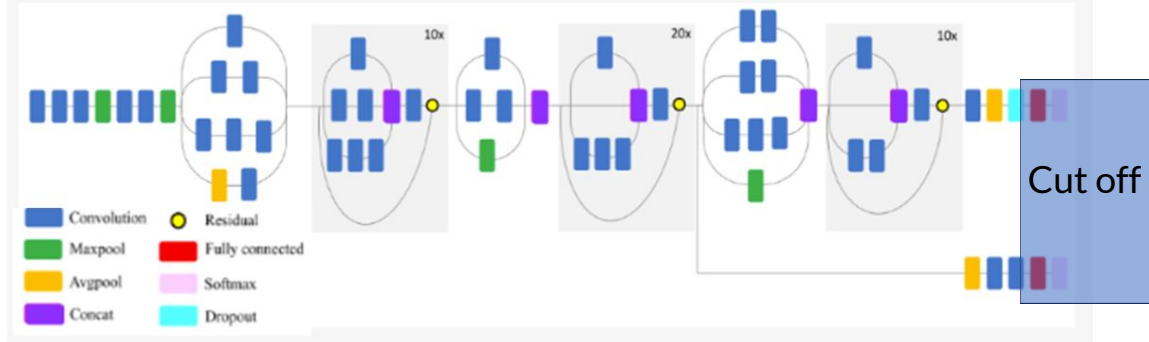 10x
20x
10x
Cut off
Convolution
Residual
Maxpool
Fully connected
Avgpool
Softmax
Concat
Dropout